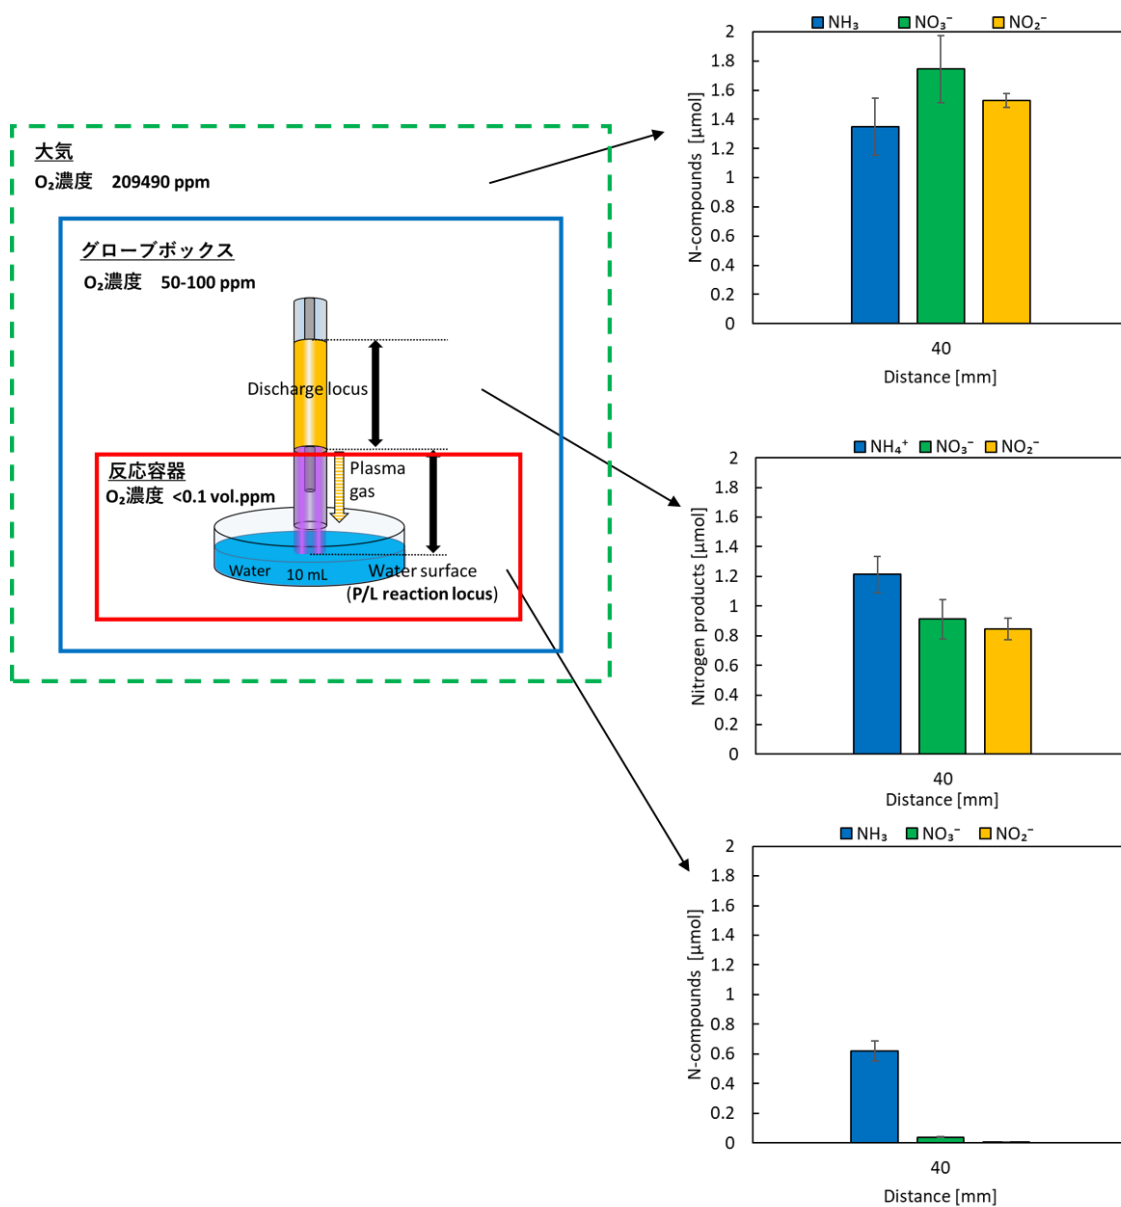 大気
O₂濃度 209490 ppm
グローブボックス
O₂濃度 50-100 ppm
Discharge locus
反応容器
O₂濃度 <0.1 vol.ppm
Plasma
gas
Water 10 mL
Water surface
(P/L reaction locus)
NH₃ NO₃⁻ NO₂⁻
N-compounds [µmol]
2
1.8
1.6
1.4
1.2
1
0.8
0.6
0.4
0.2
0
40
Distance [mm]
NH₄⁺ NO₃⁻ NO₂⁻
Nitrogen products [µmol]
2
1.8
1.6
1.4
1.2
1
0.8
0.6
0.4
0.2
0
40
Distance [mm]
NH₃ NO₃⁻ NO₂⁻
N-compounds [µmol]
2
1.8
1.6
1.4
1.2
1
0.8
0.6
0.4
0.2
0
40
Distance [mm]